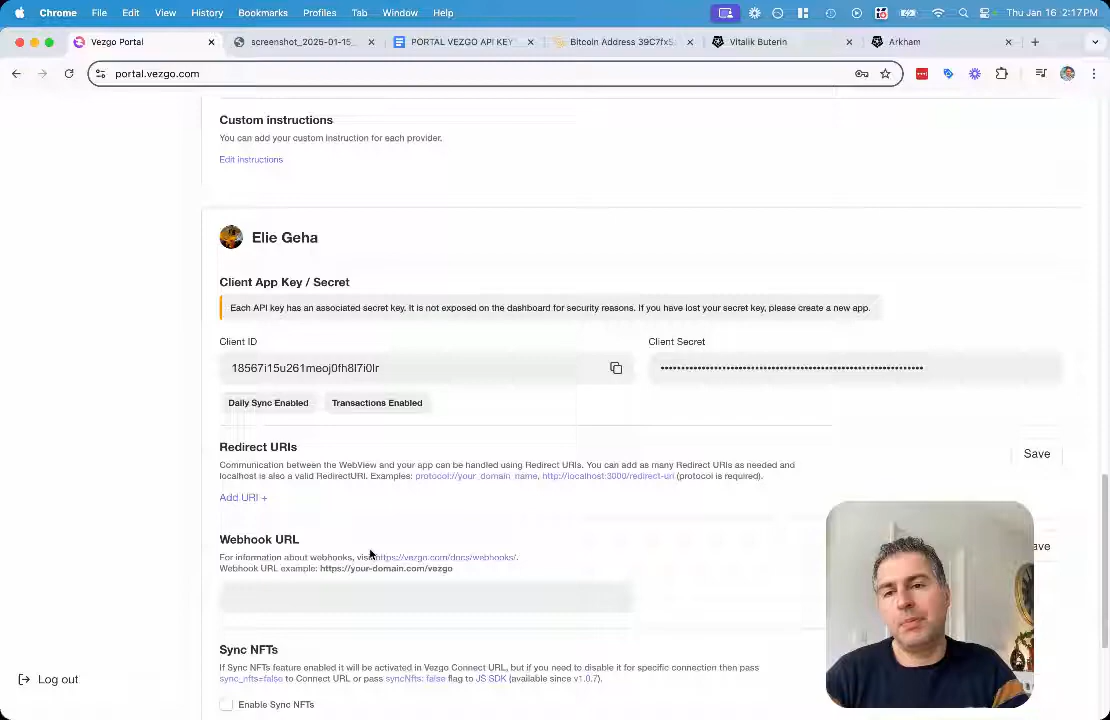 Chrome File Edit View History Bookmarks Profiles Tab Window Help Thu Jan 16 2:17 PM
Vezgo Portal screenshot_2025-01-15_ PORTAL VEZGO API KEY Bitcoin Address 39C7fx5 Vitalik Buterin Arkham
portal.vezgo.com
Custom instructions
You can add your custom instruction for each provider.
Edit instructions
Elie Geha
Client App Key / Secret
Each API key has an associated secret key. It is not exposed on the dashboard for security reasons. If you have lost your secret key, please create a new app.
Client ID Client Secret
18567i15u261meoj0fh8l7i0lr
Daily Sync Enabled Transactions Enabled
Redirect URIs
Save
Communication between the WebView and your app can be handled using Redirect URIs. You can add as many Redirect URIs as needed and
localhost is also a valid RedirectURI. Examples: protocol://your_domain_name, http://localhost:3000/redirect-uri (protocol is required).
Add URI +
Webhook URL
ave
For information about webhooks, visit https://vezgo.com/docs/webhooks/.
Webhook URL example: https://your-domain.com/vezgo
Sync NFTs
If Sync NFTs feature enabled it will be activated in Vezgo Connect URL, but if you need to disable it for specific connection then pass
sync_nfts=false to Connect URL or pass syncNfts: false flag to JS SDK (available since v1.0.7).
Enable Sync NFTs
Log out